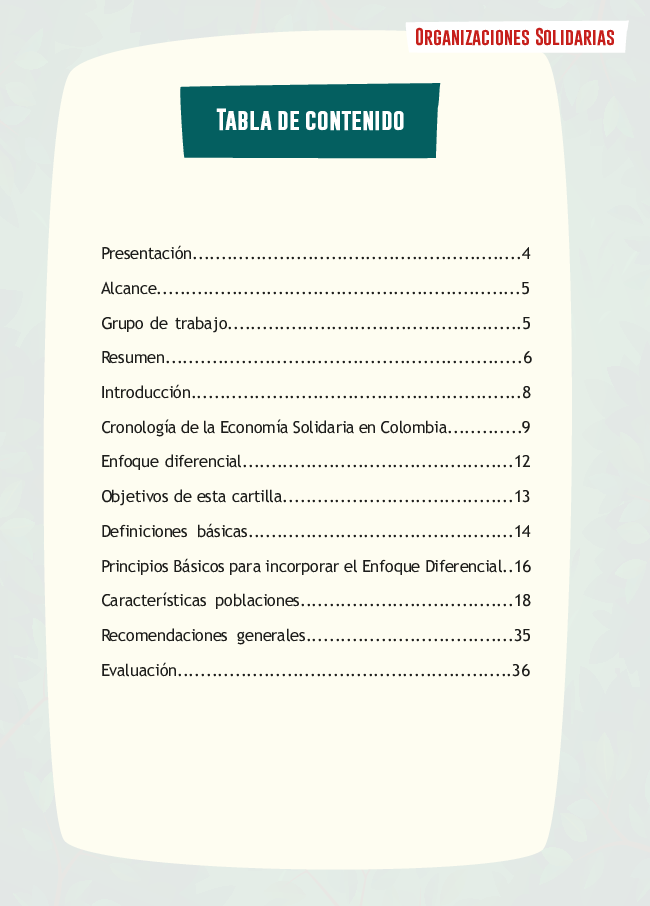 Organizaciones Solidarias
Tabla de contenido
Presentación.........................................................4
Alcance...............................................................5
Grupo de trabajo...................................................5
Resumen..............................................................6
Introducción.........................................................8
Cronología de la Economía Solidaria en Colombia.............9
Enfoque diferencial...............................................12
Objetivos de esta cartilla........................................13
Definiciones básicas..............................................14
Principios Básicos para incorporar el Enfoque Diferencial..16
Características poblaciones.....................................18
Recomendaciones generales....................................35
Evaluación..........................................................36